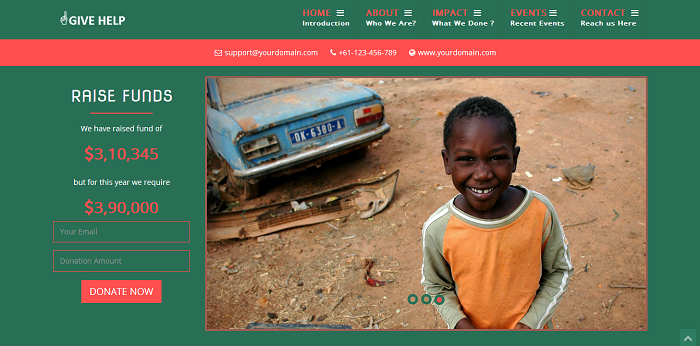 GIVE HELP
HOME ABOUT IMPACT EVENTS CONTACT
Introduction Who We Are? What We Done ? Recent Events Reach us Here
support@yourdomain.com +61-123-456-789 www.yourdomain.com
RAISE FUNDS
We have raised fund of
$3,10,345
but for this year we require
$3,90,000
Your Email
Donation Amount
DONATE NOW
DK-6380-A